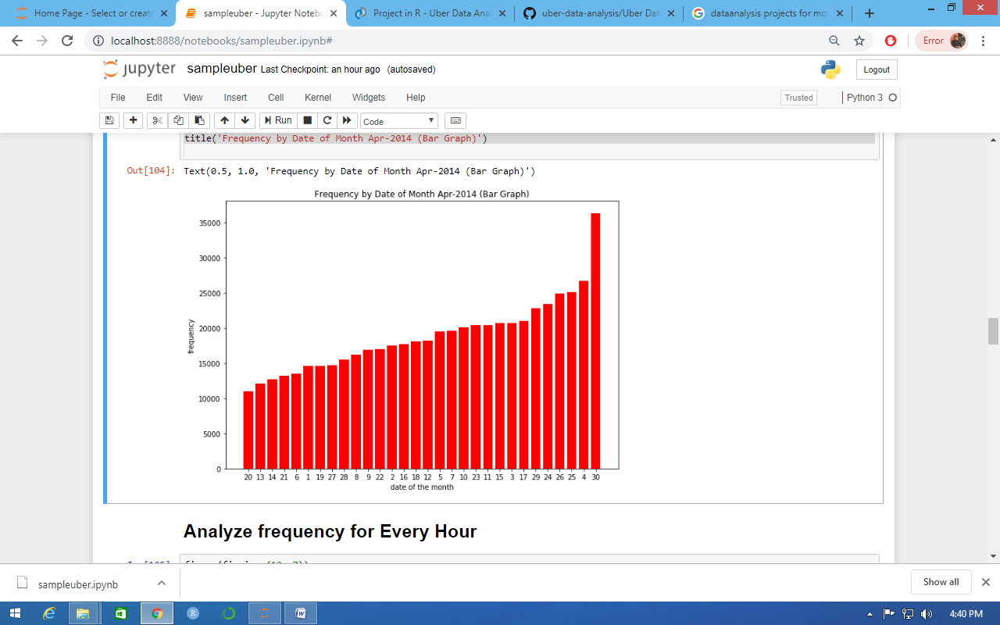 Home Page - Select or create
sampleuber - Jupyter Notebo
Project in R - Uber Data Anal
uber-data-analysis/Uber Dat
dataanalysis projects for mov
localhost:8888/notebooks/sampleuber.ipynb#
Error
jupyter sampleuber Last Checkpoint: an hour ago (autosaved)
Logout
File Edit View Insert Cell Kernel Widgets Help
Trusted
Python 3
Run
Code
title('Frequency by Date of Month Apr-2014 (Bar Graph)')
Out[104]: Text(0.5, 1.0, 'Frequency by Date of Month Apr-2014 (Bar Graph)')
Frequency by Date of Month Apr-2014 (Bar Graph)
35000
30000
25000
20000
15000
10000
5000
0
frequency
20 13 14 21 6 1 19 27 28 8 9 22 2 16 18 12 5 7 10 23 11 15 3 17 29 24 26 25 4 30
date of the month
Analyze frequency for Every Hour
sampleuber.ipynb
Show all
4:40 PM